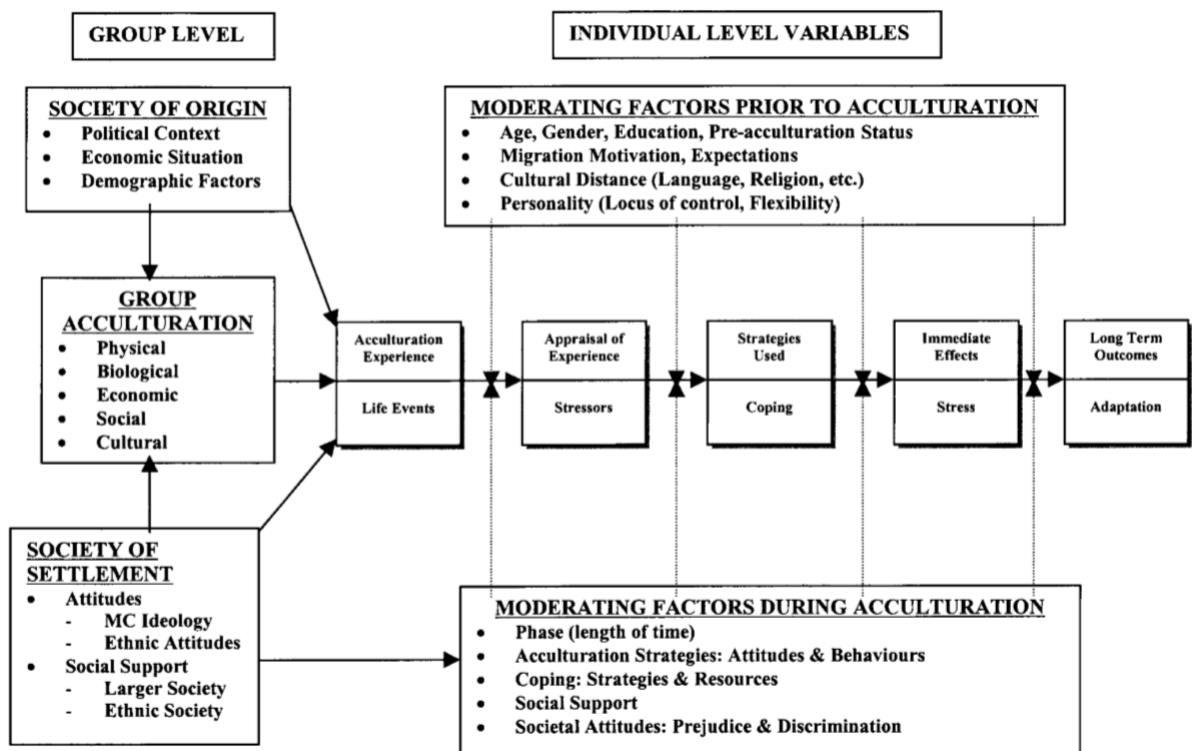 GROUP LEVEL
INDIVIDUAL LEVEL VARIABLES
SOCIETY OF ORIGIN
• Political Context
• Economic Situation
• Demographic Factors
MODERATING FACTORS PRIOR TO ACCULTURATION
• Age, Gender, Education, Pre-acculturation Status
• Migration Motivation, Expectations
• Cultural Distance (Language, Religion, etc.)
• Personality (Locus of control, Flexibility)
GROUP
ACCULTURATION
• Physical
• Biological
• Economic
• Social
• Cultural
Acculturation
Experience
Life Events
Appraisal of
Experience
Stressors
Strategies
Used
Coping
Immediate
Effects
Stress
Long Term
Outcomes
Adaptation
SOCIETY OF
SETTLEMENT
• Attitudes
- MC Ideology
- Ethnic Attitudes
• Social Support
- Larger Society
- Ethnic Society
MODERATING FACTORS DURING ACCULTURATION
• Phase (length of time)
• Acculturation Strategies: Attitudes & Behaviours
• Coping: Strategies & Resources
• Social Support
• Societal Attitudes: Prejudice & Discrimination